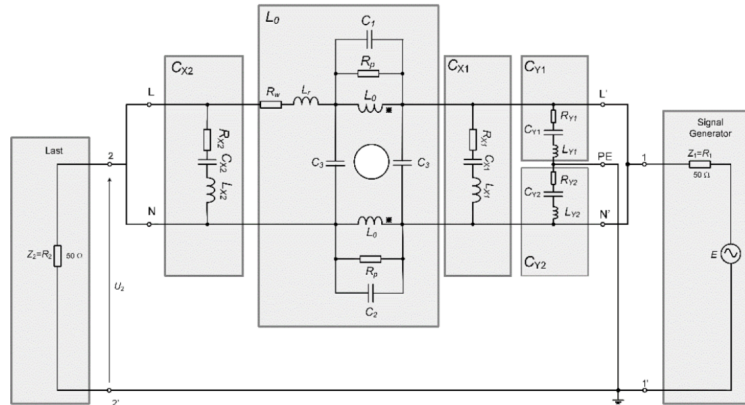 L0
C1
Rp
CX2
Rw
Lr
L0
CX1
CY1
L
L'
RY1
CY1
LY1
Signal
Generator
Last
2
RX2
CX2
LX2
C3
C3
RX1
CX1
LX1
PE
1
Z1=R1
50 Ω
RY2
CY2
LY2
N
N'
L0
Z2=R2
50 Ω
U2
Rp
C2
CY2
E
2'
1'